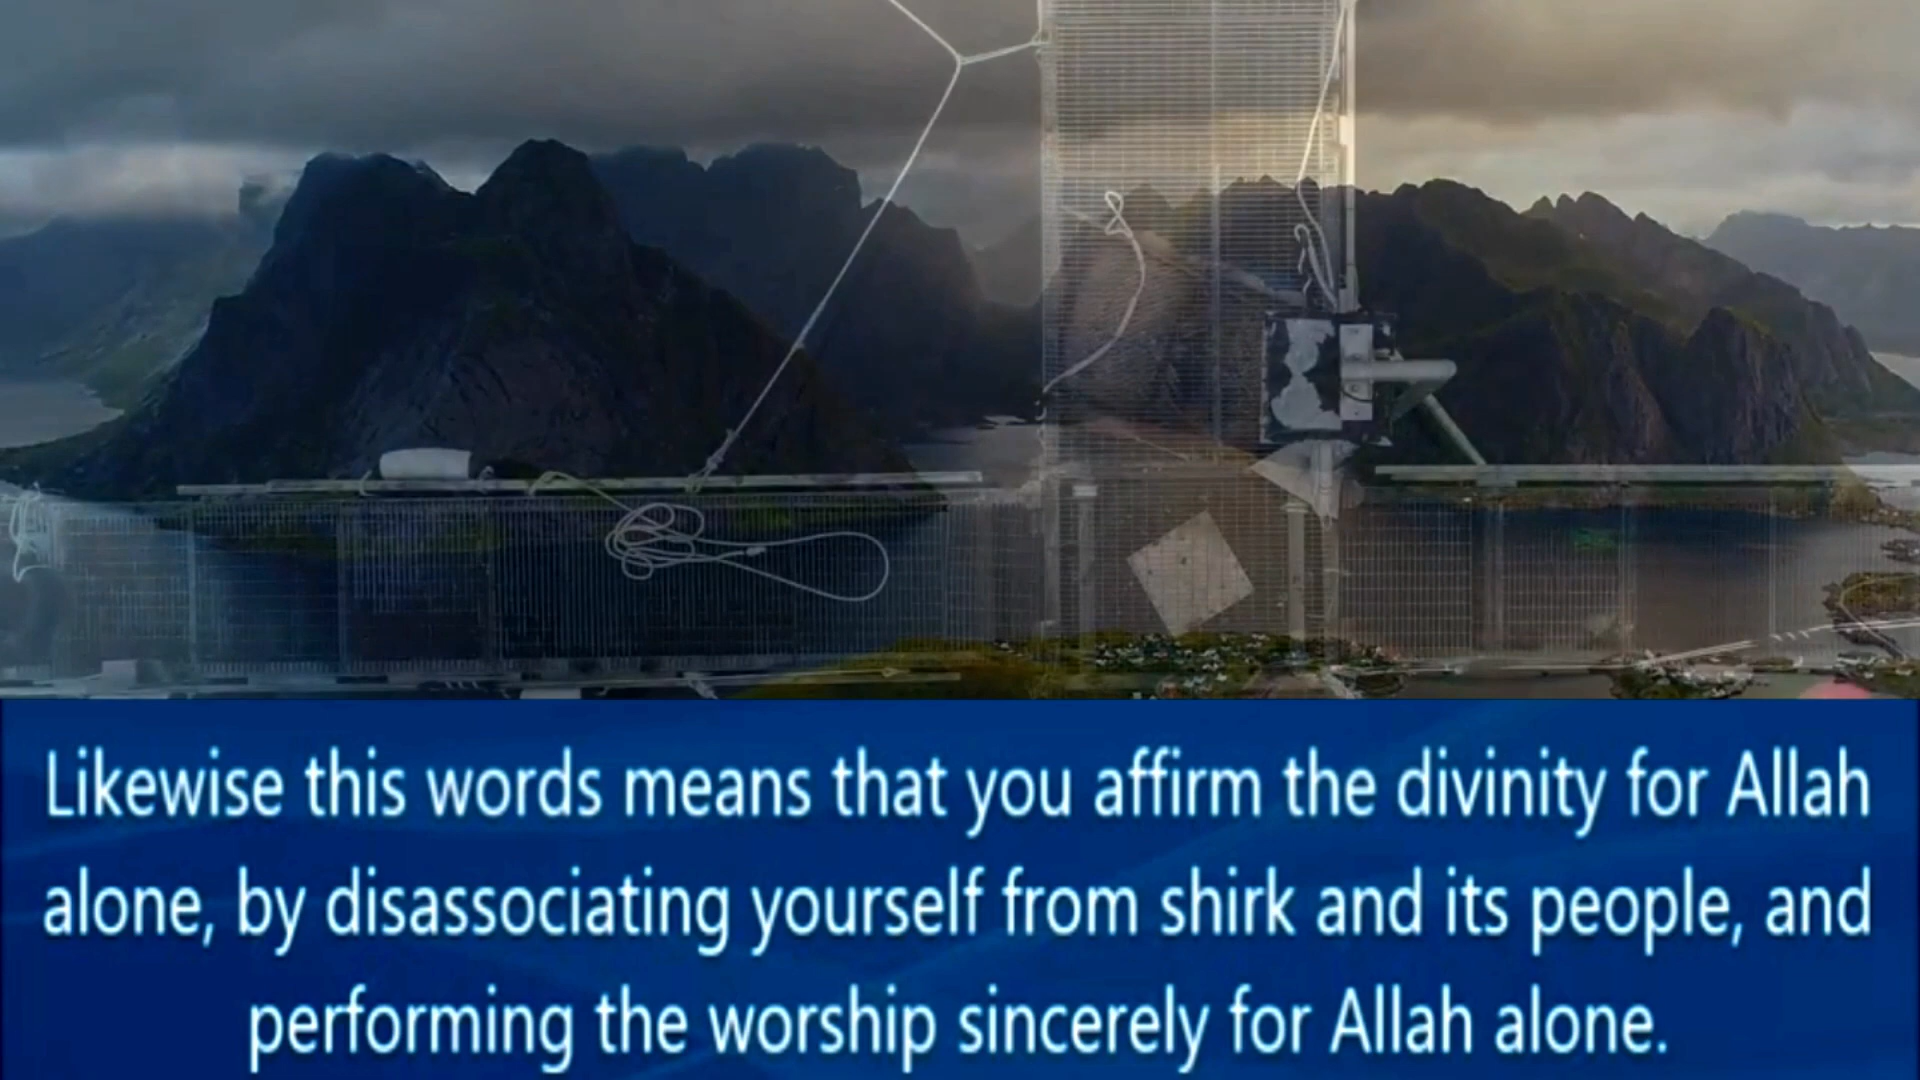 Likewise this words means that you affirm the divinity for Allah
alone, by disassociating yourself from shirk and its people, and
performing the worship sincerely for Allah alone.